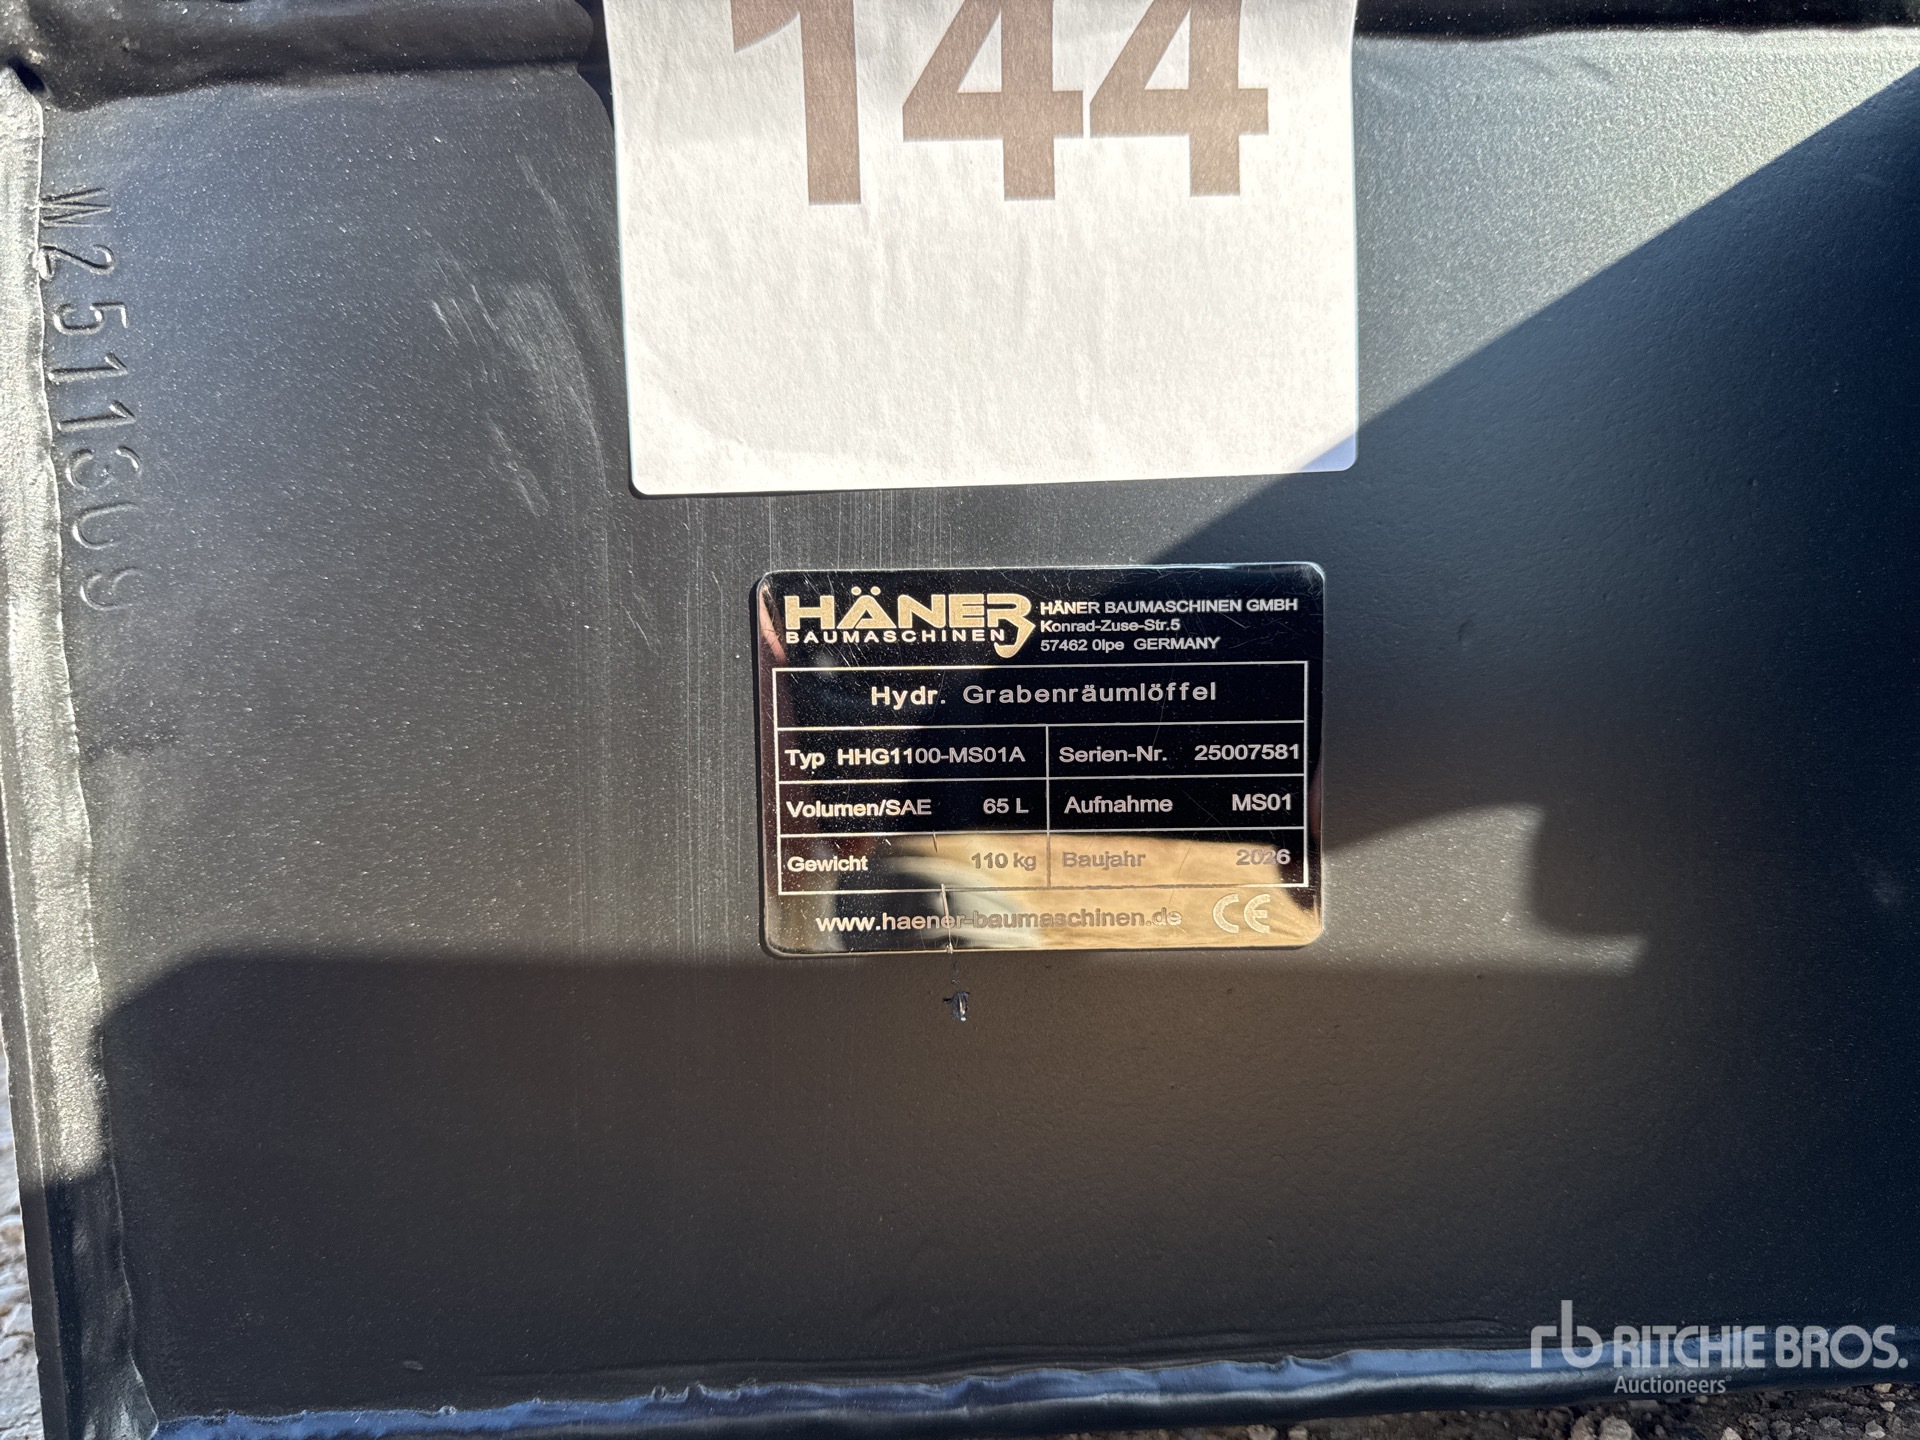 144
W2511309
HÄNER
BAUMASCHINEN
HÄNER BAUMASCHINEN GMBH
Konrad-Zuse-Str.5
57462 Olpe GERMANY
Hydr. Grabenräumlöffel
Typ HHG1100-MS01A Serien-Nr. 25007581
Volumen/SAE 65 L Aufnahme MS01
Gewicht 110 kg Baujahr 2026
www.haener-baumaschinen.de CE
rb RITCHIE BROS.
Auctioneers